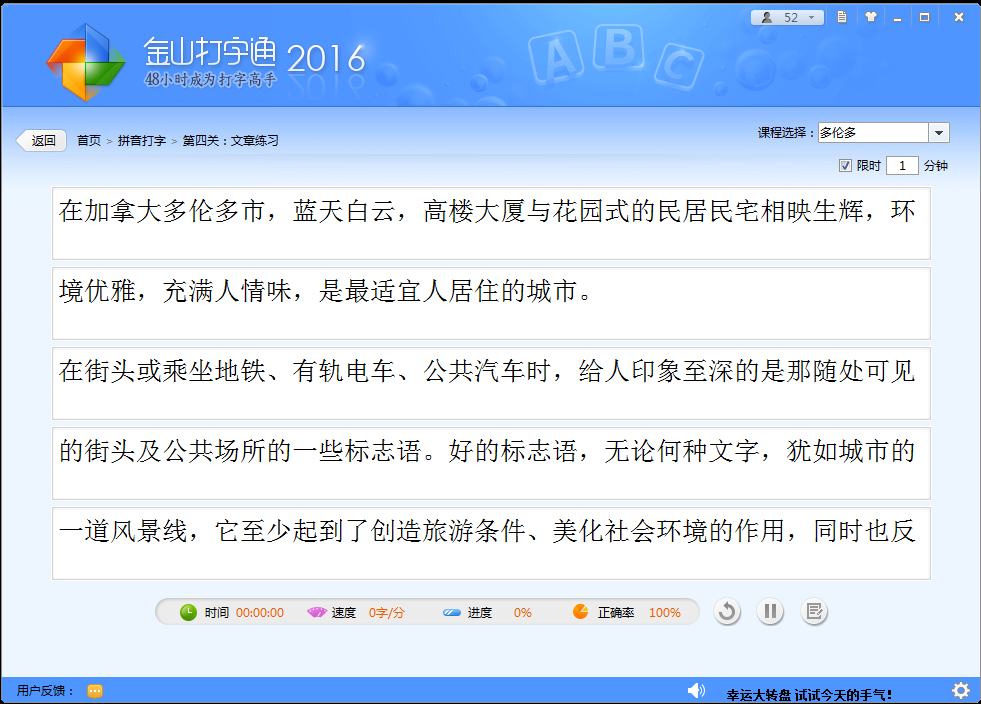 52
金山打字通 2016
48小时成为打字高手
A B C
返回 首页 > 拼音打字 > 第四关：文章练习
课程选择：多伦多
限时 1 分钟
在加拿大多伦多市，蓝天白云，高楼大厦与花园式的民居民宅相映生辉，环
境优雅，充满人情味，是最适宜人居住的城市。
在街头或乘坐地铁、有轨电车、公共汽车时，给人印象至深的是那随处可见
的街头及公共场所的一些标志语。好的标志语，无论何种文字，犹如城市的
一道风景线，它至少起到了创造旅游条件、美化社会环境的作用，同时也反
时间 00:00:00 速度 0字/分 进度 0% 正确率 100%
用户反馈：
幸运大转盘 试试今天的手气！